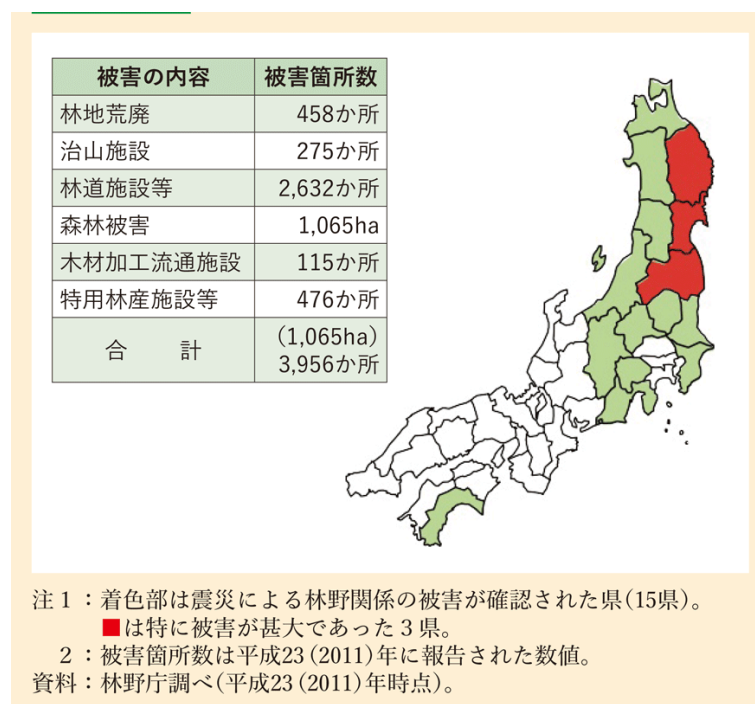 被害の内容 被害箇所数
林地荒廃 458か所
治山施設 275か所
林道施設等 2,632か所
森林被害 1,065ha
木材加工流通施設 115か所
特用林産施設等 476か所
合　計 (1,065ha)
3,956か所
注1：着色部は震災による林野関係の被害が確認された県(15県)。
■は特に被害が甚大であった3県。
2：被害箇所数は平成23(2011)年に報告された数値。
資料：林野庁調べ(平成23(2011)年時点)。